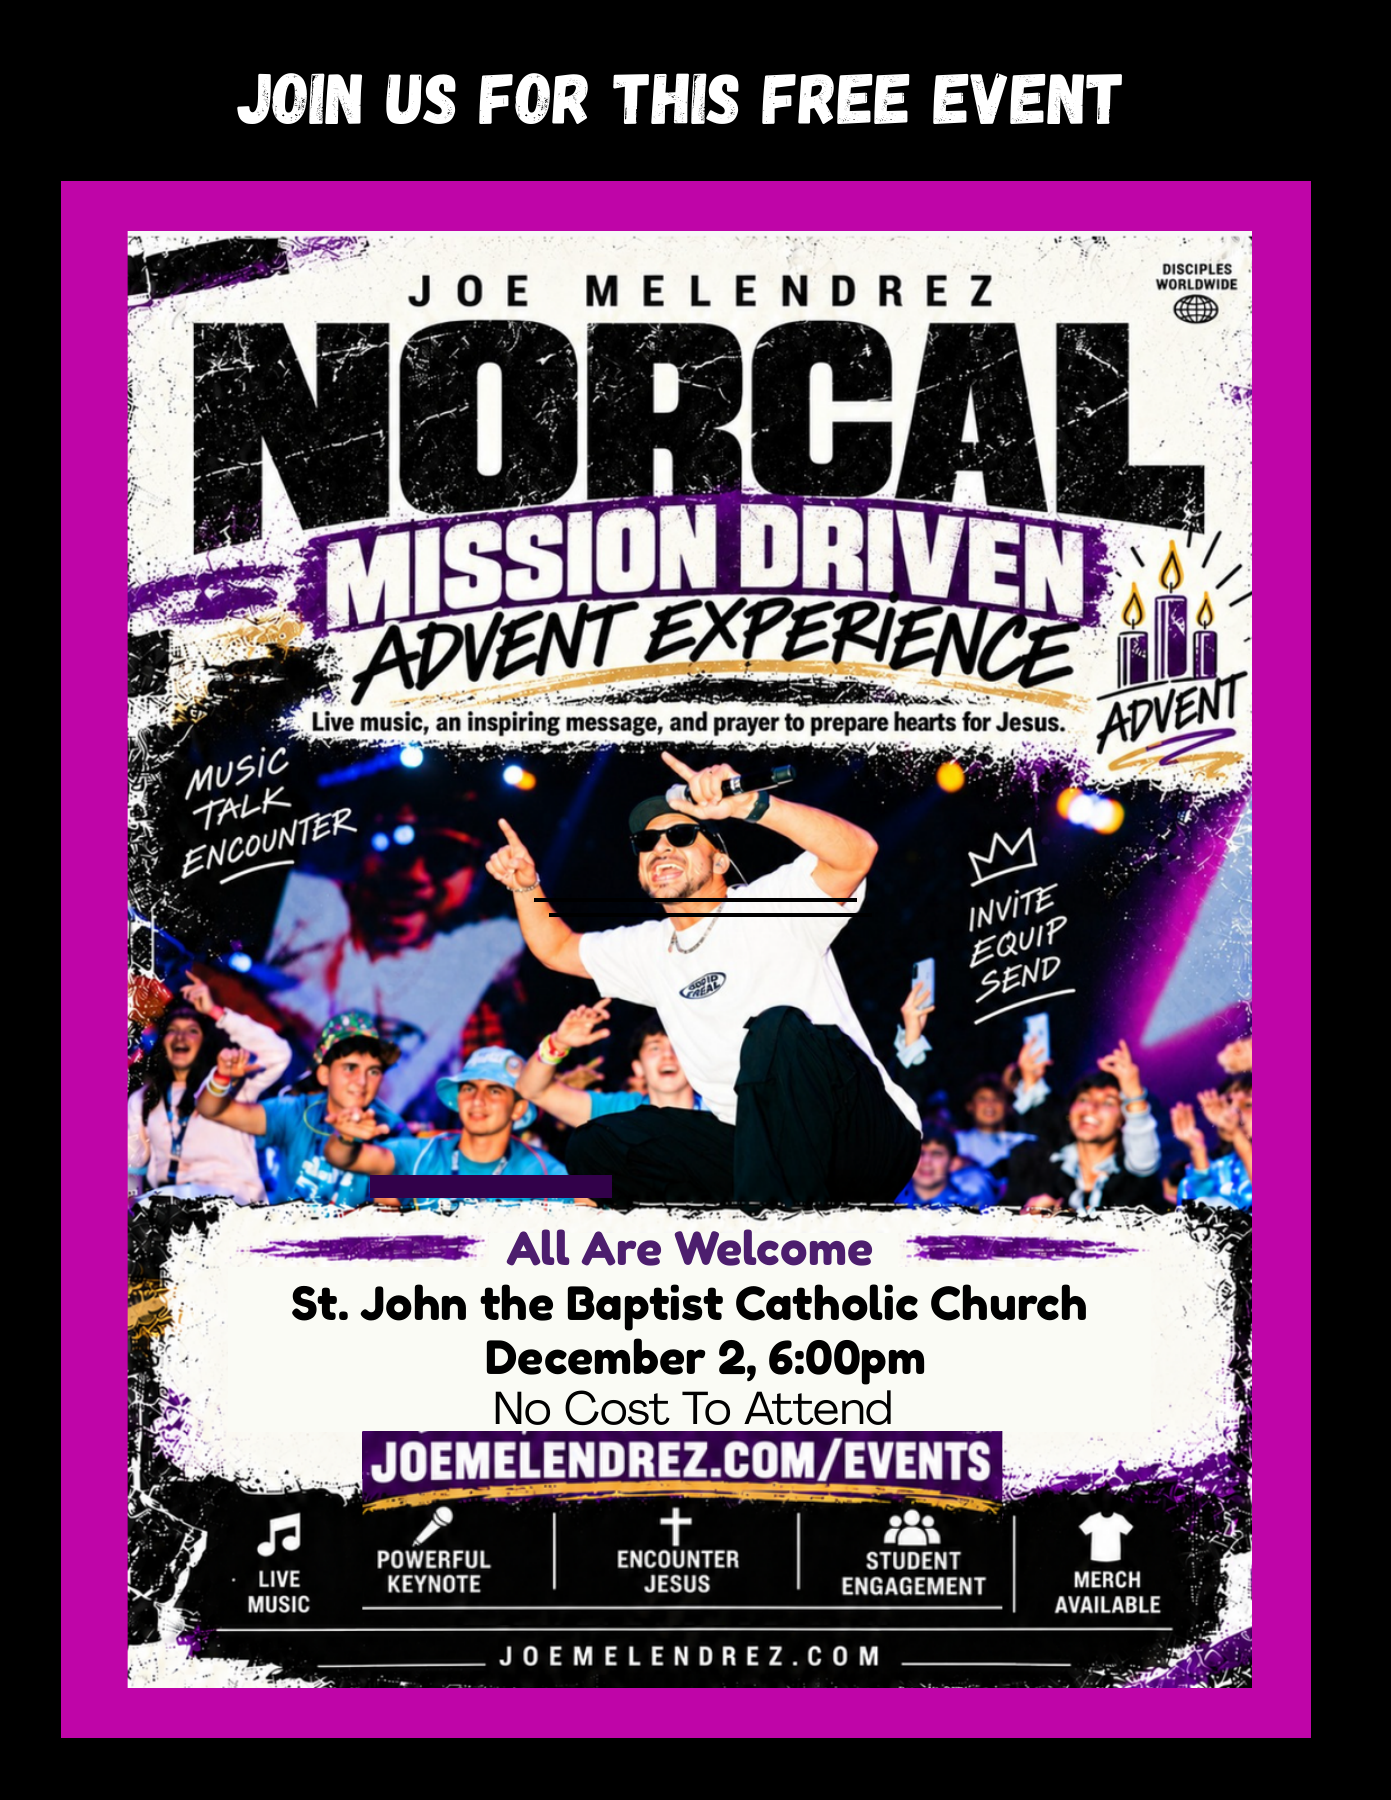 JOIN US FOR THIS FREE EVENT
JOE MELENDREZ
DISCIPLES
WORLDWIDE
NORCAL
MISSION DRIVEN
ADVENT EXPERIENCE
ADVENT
Live music, an inspiring message, and prayer to prepare hearts for Jesus.
MUSIC
TALK
ENCOUNTER
INVITE
EQUIP
SEND
GOD IS
REAL
All Are Welcome
St. John the Baptist Catholic Church
December 2, 6:00pm
No Cost To Attend
JOEMELENDREZ.COM/EVENTS
LIVE
MUSIC
POWERFUL
KEYNOTE
ENCOUNTER
JESUS
STUDENT
ENGAGEMENT
MERCH
AVAILABLE
JOEMELENDREZ.COM